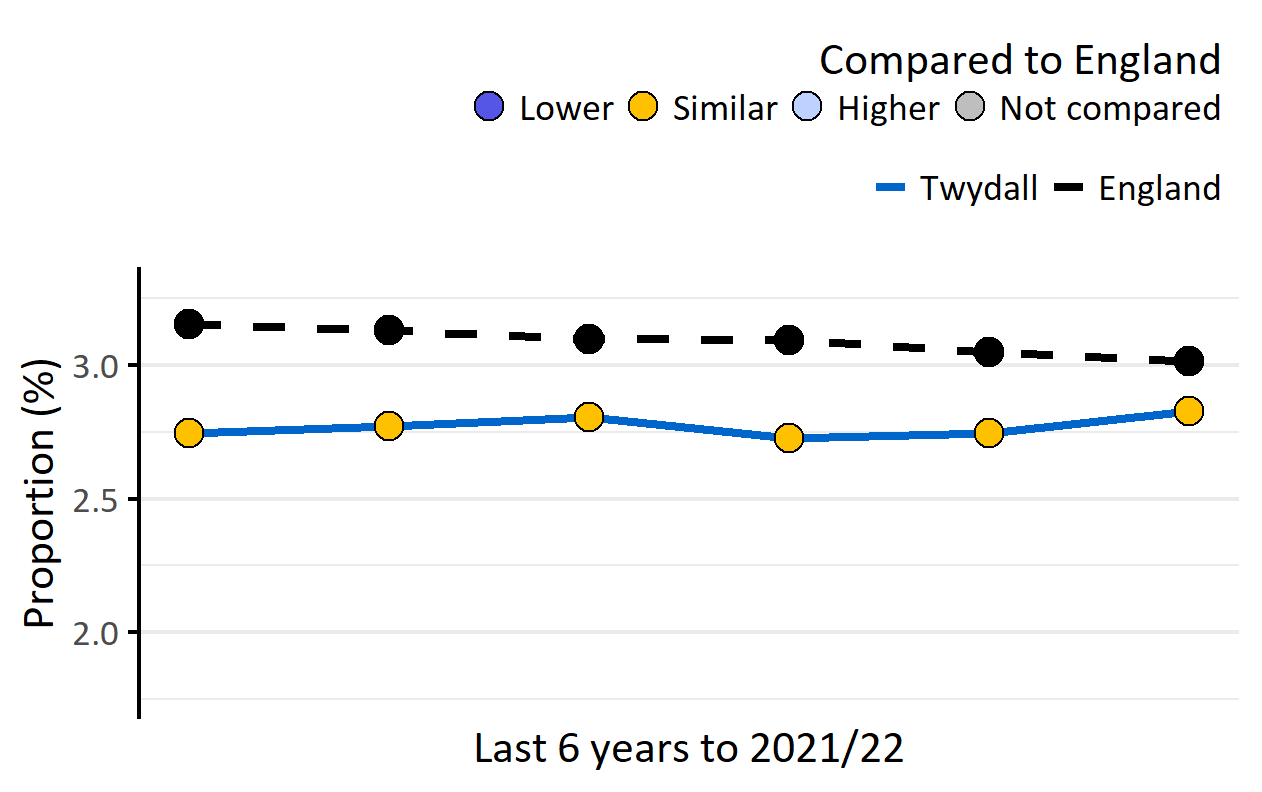 Compared to England
Lower Similar Higher Not compared
Twydall England
Proportion (%)
3.0
2.5
2.0
Last 6 years to 2021/22